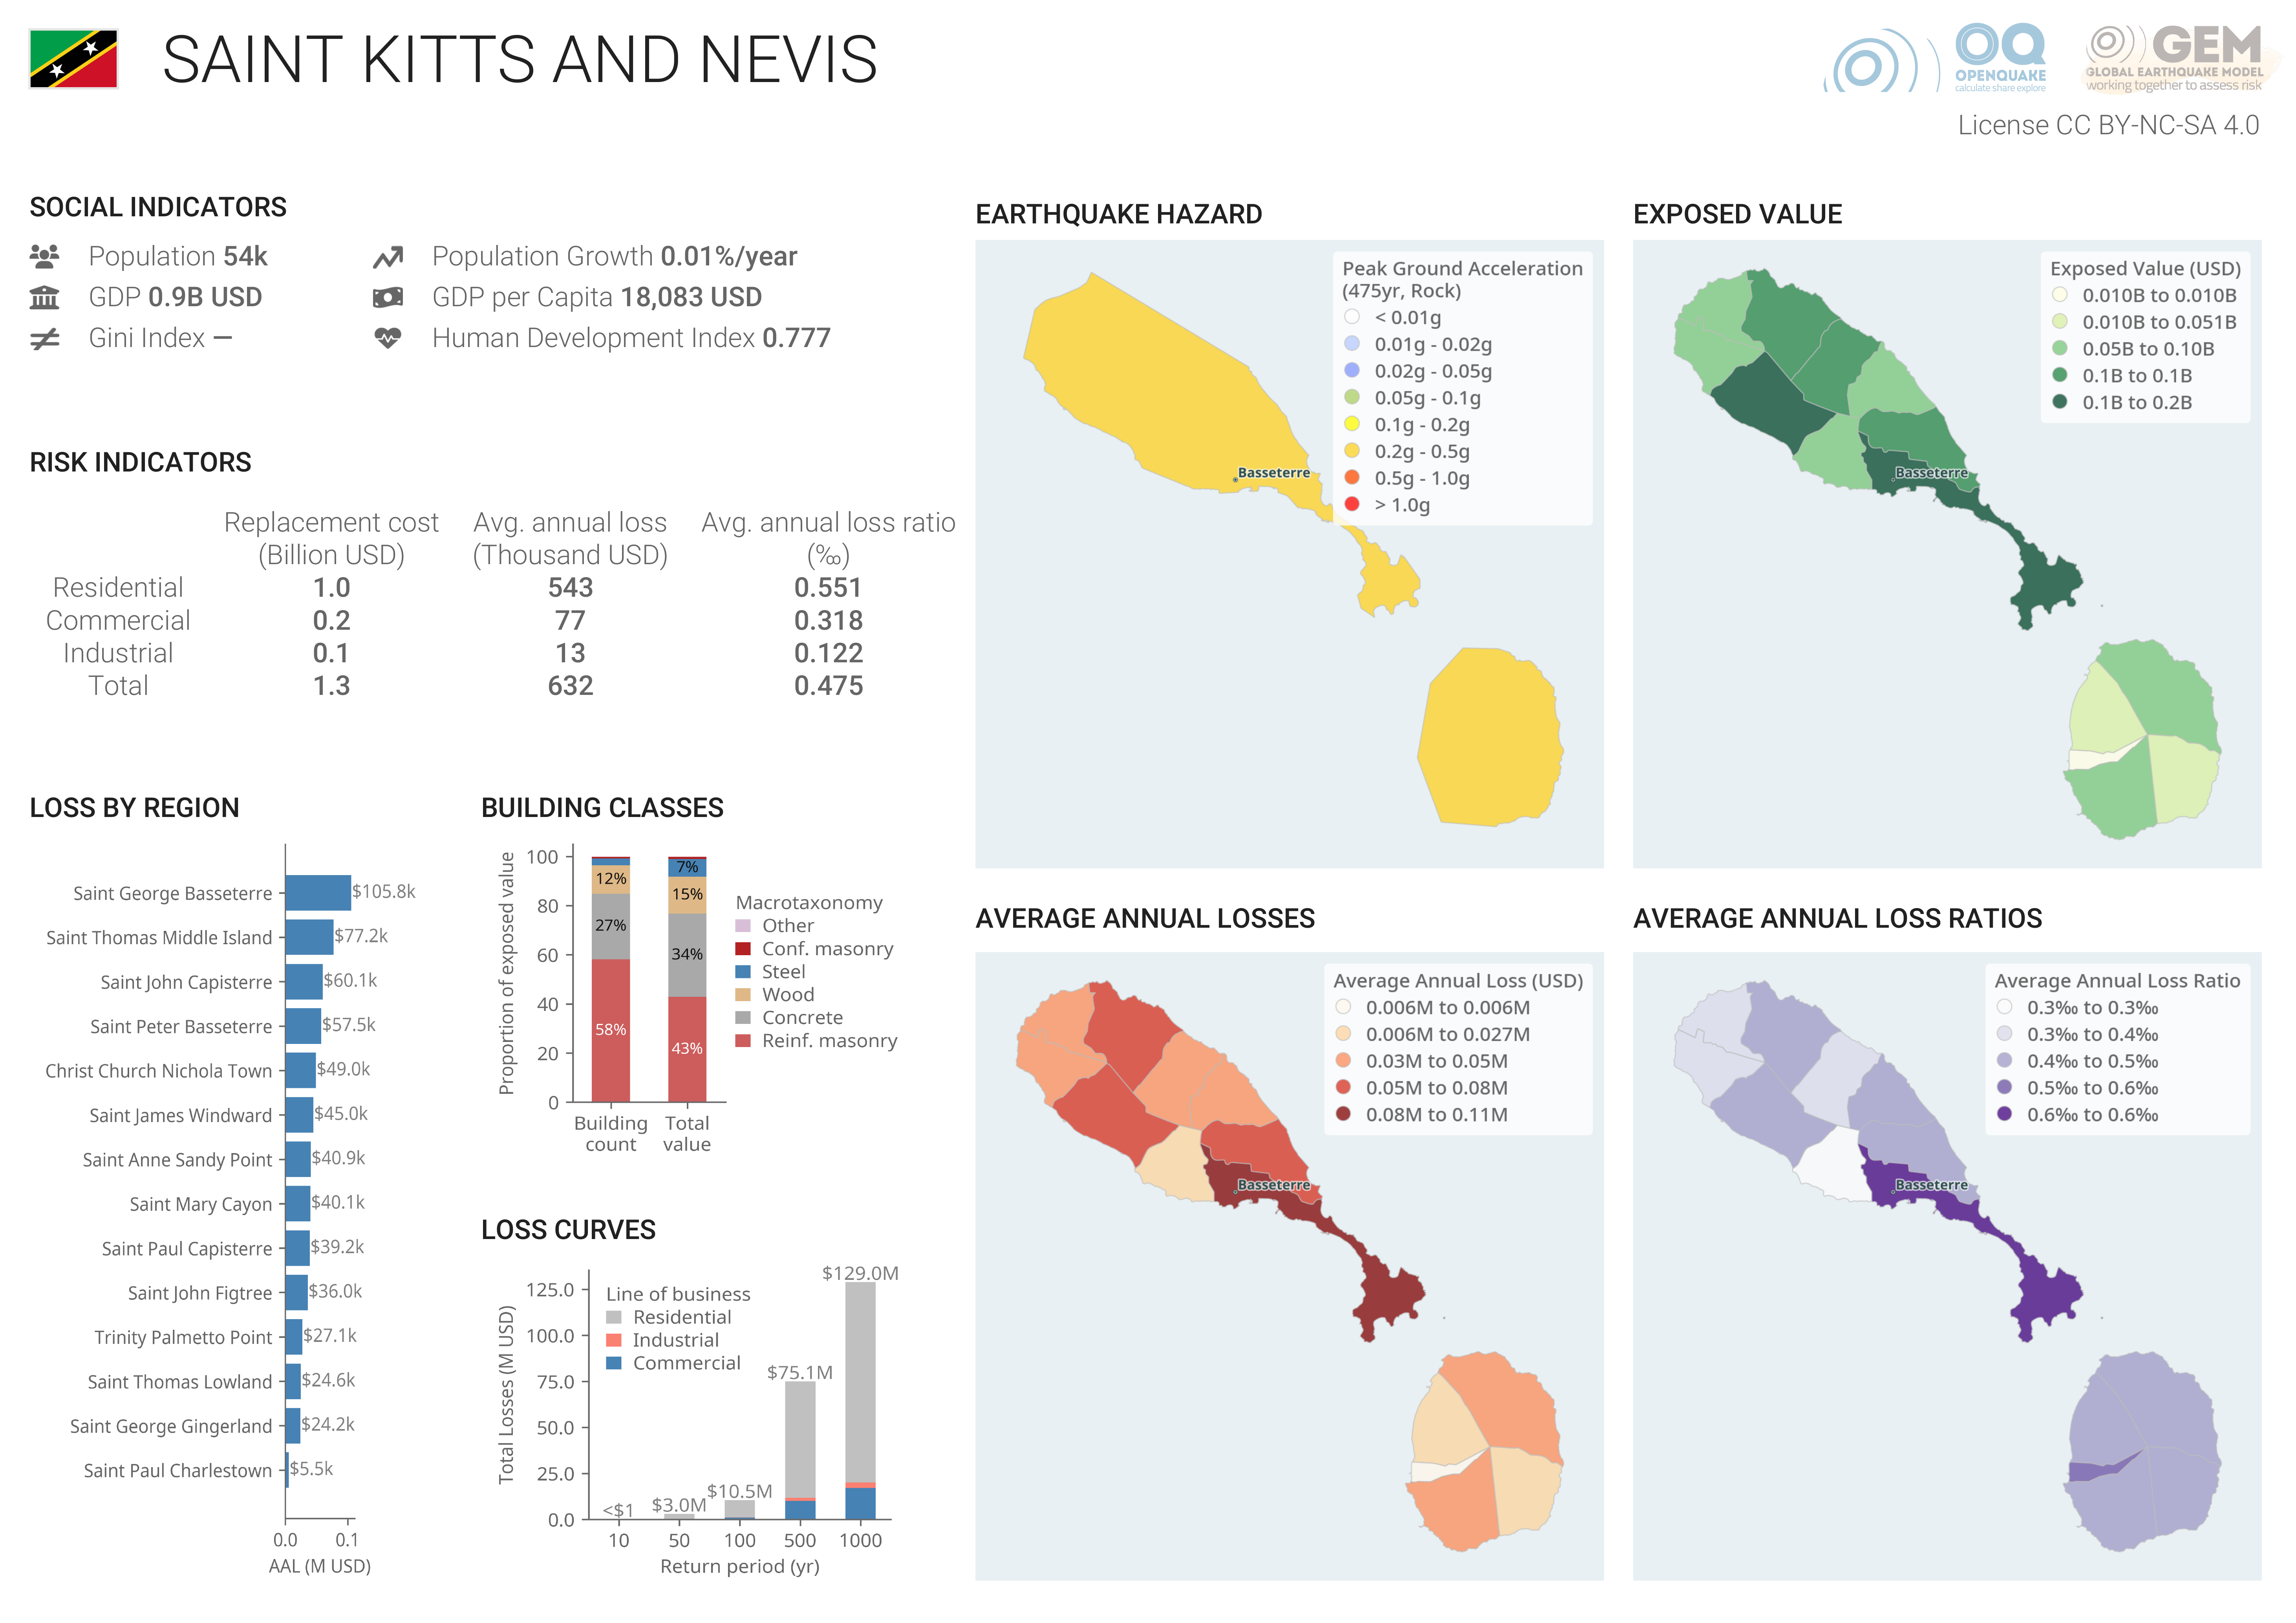 SAINT KITTS AND NEVIS
OPENQUAKE
calculate share explore
GEM
GLOBAL EARTHQUAKE MODEL
working together to assess risk
License CC BY-NC-SA 4.0
SOCIAL INDICATORS
Population 54k
Population Growth 0.01%/year
GDP 0.9B USD
GDP per Capita 18,083 USD
Gini Index —
Human Development Index 0.777
RISK INDICATORS
Replacement cost (Billion USD) Avg. annual loss (Thousand USD) Avg. annual loss ratio (‰)
Residential 1.0 543 0.551
Commercial 0.2 77 0.318
Industrial 0.1 13 0.122
Total 1.3 632 0.475
LOSS BY REGION
Saint George Basseterre $105.8k
Saint Thomas Middle Island $77.2k
Saint John Capisterre $60.1k
Saint Peter Basseterre $57.5k
Christ Church Nichola Town $49.0k
Saint James Windward $45.0k
Saint Anne Sandy Point $40.9k
Saint Mary Cayon $40.1k
Saint Paul Capisterre $39.2k
Saint John Figtree $36.0k
Trinity Palmetto Point $27.1k
Saint Thomas Lowland $24.6k
Saint George Gingerland $24.2k
Saint Paul Charlestown $5.5k
0.0 0.1
AAL (M USD)
BUILDING CLASSES
Proportion of exposed value
100
80
60
40
20
0
12%
27%
58%
7%
15%
34%
43%
Building count
Total value
Macrotaxonomy
Other
Conf. masonry
Steel
Wood
Concrete
Reinf. masonry
LOSS CURVES
Total Losses (M USD)
125.0
100.0
75.0
50.0
25.0
0.0
Line of business
Residential
Industrial
Commercial
<$1
$3.0M
$10.5M
$75.1M
$129.0M
10 50 100 500 1000
Return period (yr)
EARTHQUAKE HAZARD
Peak Ground Acceleration
(475yr, Rock)
< 0.01g
0.01g - 0.02g
0.02g - 0.05g
0.05g - 0.1g
0.1g - 0.2g
0.2g - 0.5g
0.5g - 1.0g
> 1.0g
Basseterre
EXPOSED VALUE
Exposed Value (USD)
0.010B to 0.010B
0.010B to 0.051B
0.05B to 0.10B
0.1B to 0.1B
0.1B to 0.2B
Basseterre
AVERAGE ANNUAL LOSSES
Average Annual Loss (USD)
0.006M to 0.006M
0.006M to 0.027M
0.03M to 0.05M
0.05M to 0.08M
0.08M to 0.11M
Basseterre
AVERAGE ANNUAL LOSS RATIOS
Average Annual Loss Ratio
0.3‰ to 0.3‰
0.3‰ to 0.4‰
0.4‰ to 0.5‰
0.5‰ to 0.6‰
0.6‰ to 0.6‰
Basseterre